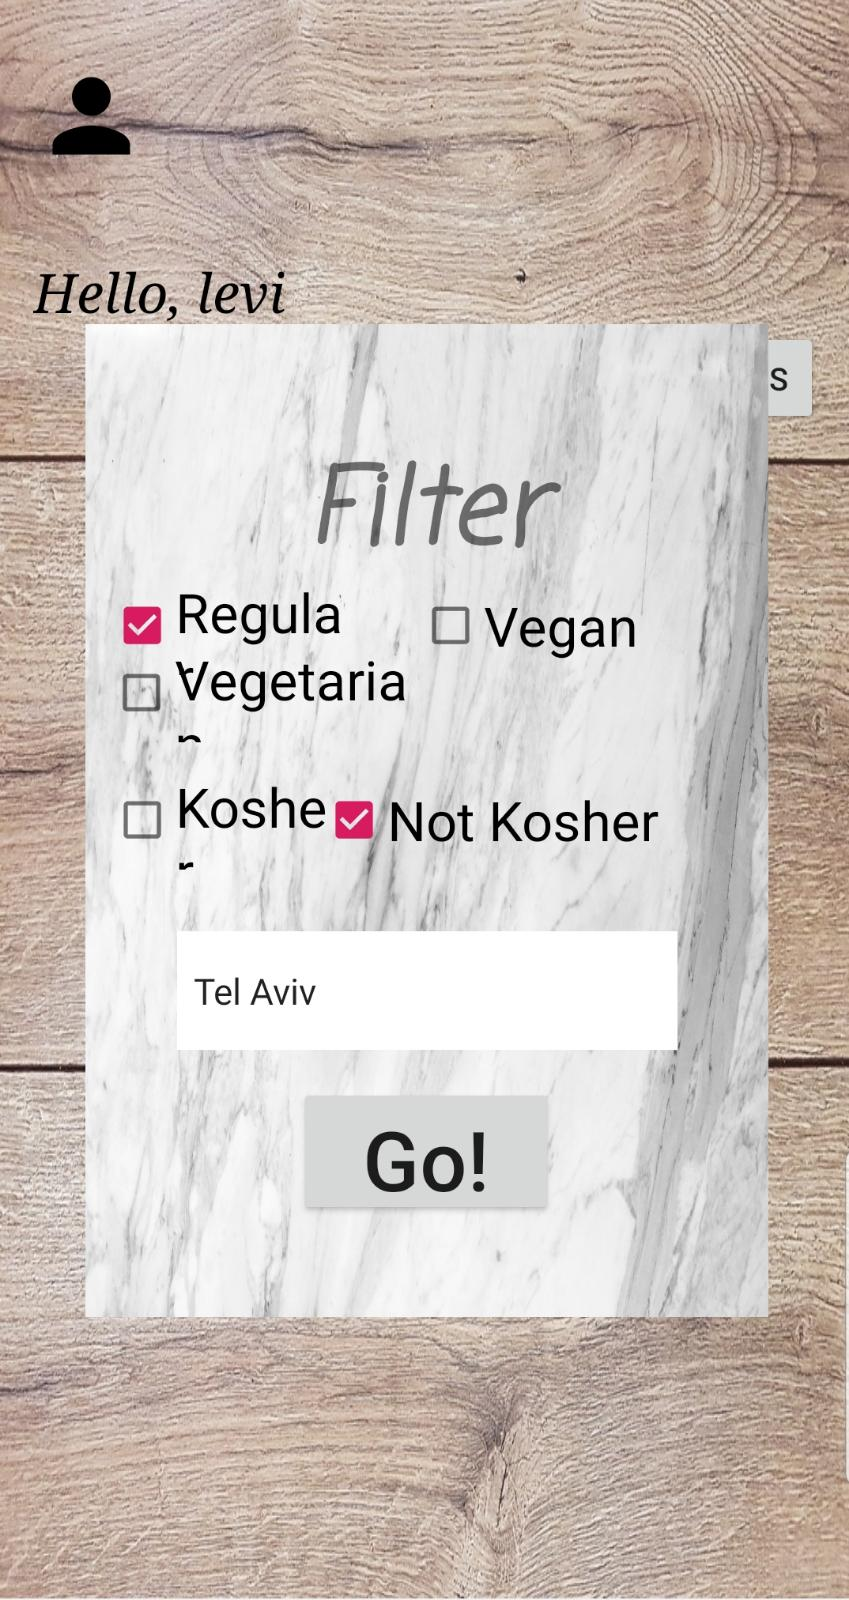 Hello, levi
s
Filter
Regula
r
Vegan
Vegetaria
n
Koshe
r
Not Kosher
Tel Aviv
Go!